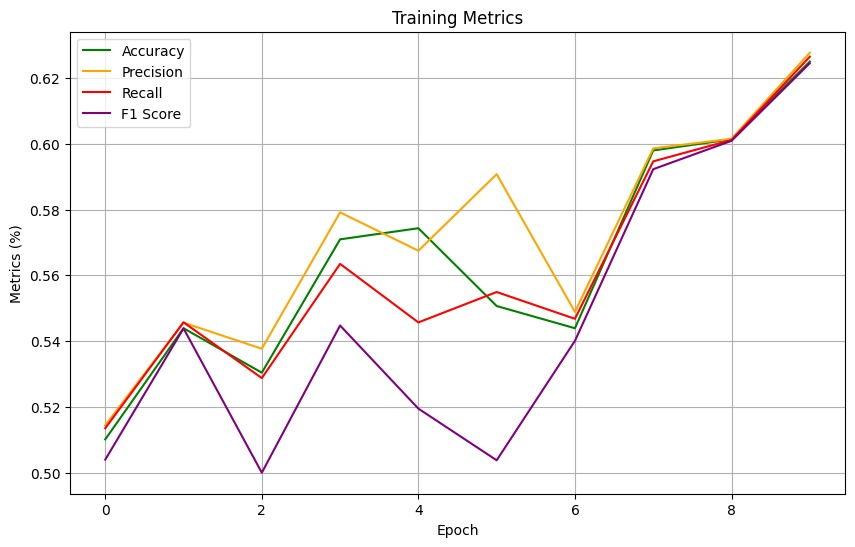 Training Metrics
Accuracy
Precision
Recall
F1 Score
Metrics (%)
0.62
0.60
0.58
0.56
0.54
0.52
0.50
0 2 4 6 8
Epoch